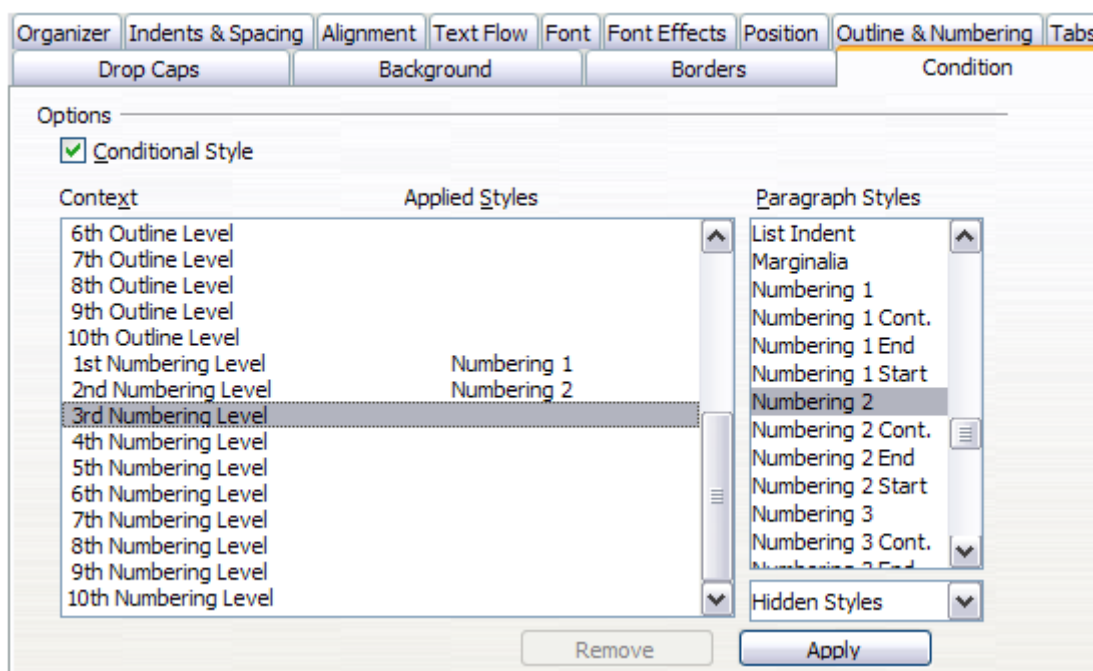 Organizer Indents & Spacing Alignment Text Flow Font Font Effects Position Outline & Numbering Tabs
Drop Caps Background Borders Condition
Options
Conditional Style
Context Applied Styles Paragraph Styles
6th Outline Level
7th Outline Level
8th Outline Level
9th Outline Level
10th Outline Level
1st Numbering Level Numbering 1
2nd Numbering Level Numbering 2
3rd Numbering Level
4th Numbering Level
5th Numbering Level
6th Numbering Level
7th Numbering Level
8th Numbering Level
9th Numbering Level
10th Numbering Level
List Indent
Marginalia
Numbering 1
Numbering 1 Cont.
Numbering 1 End
Numbering 1 Start
Numbering 2
Numbering 2 Cont.
Numbering 2 End
Numbering 2 Start
Numbering 3
Numbering 3 Cont.
Numbering 3 End
Hidden Styles
Remove Apply